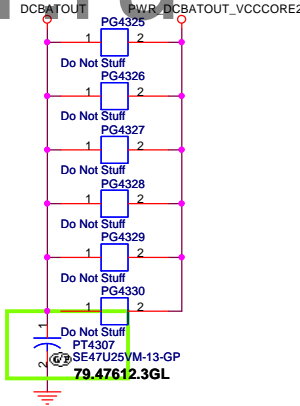 DCBATOUT PWR_DCBATOUT_VCCCORE2
PG4325
1 2
Do Not Stuff
PG4326
1 2
Do Not Stuff
PG4327
1 2
Do Not Stuff
PG4328
1 2
Do Not Stuff
PG4329
1 2
Do Not Stuff
PG4330
1 2
Do Not Stuff
1
PT4307
G/P SE47U25VM-13-GP
2
79.47612.3GL